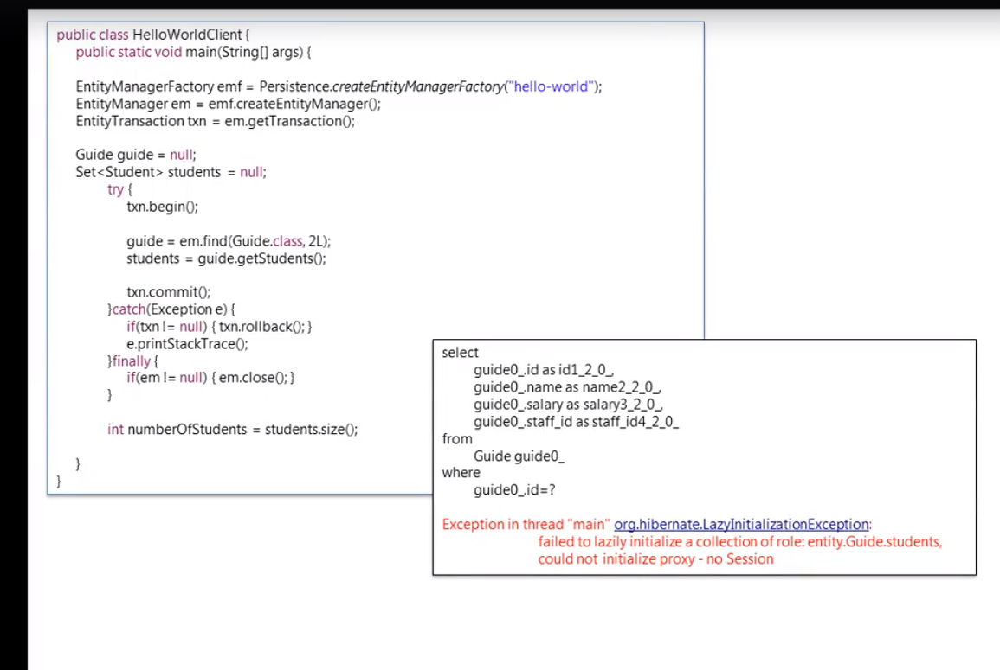 public class HelloWorldClient {
public static void main(String[] args) {
EntityManagerFactory emf = Persistence.createEntityManagerFactory("hello-world");
EntityManager em = emf.createEntityManager();
EntityTransaction txn = em.getTransaction();
Guide guide = null;
Set<Student> students = null;
try {
txn.begin();
guide = em.find(Guide.class, 2L);
students = guide.getStudents();
txn.commit();
}catch(Exception e) {
if(txn != null) { txn.rollback(); }
e.printStackTrace();
}finally {
if(em != null) { em.close(); }
}
int numberOfStudents = students.size();
}
}
select
guide0_.id as id1_2_0_,
guide0_.name as name2_2_0_,
guide0_.salary as salary3_2_0_,
guide0_.staff_id as staff_id4_2_0_
from
Guide guide0_
where
guide0_.id=?
Exception in thread "main" org.hibernate.LazyInitializationException:
failed to lazily initialize a collection of role: entity.Guide.students,
could not initialize proxy - no Session